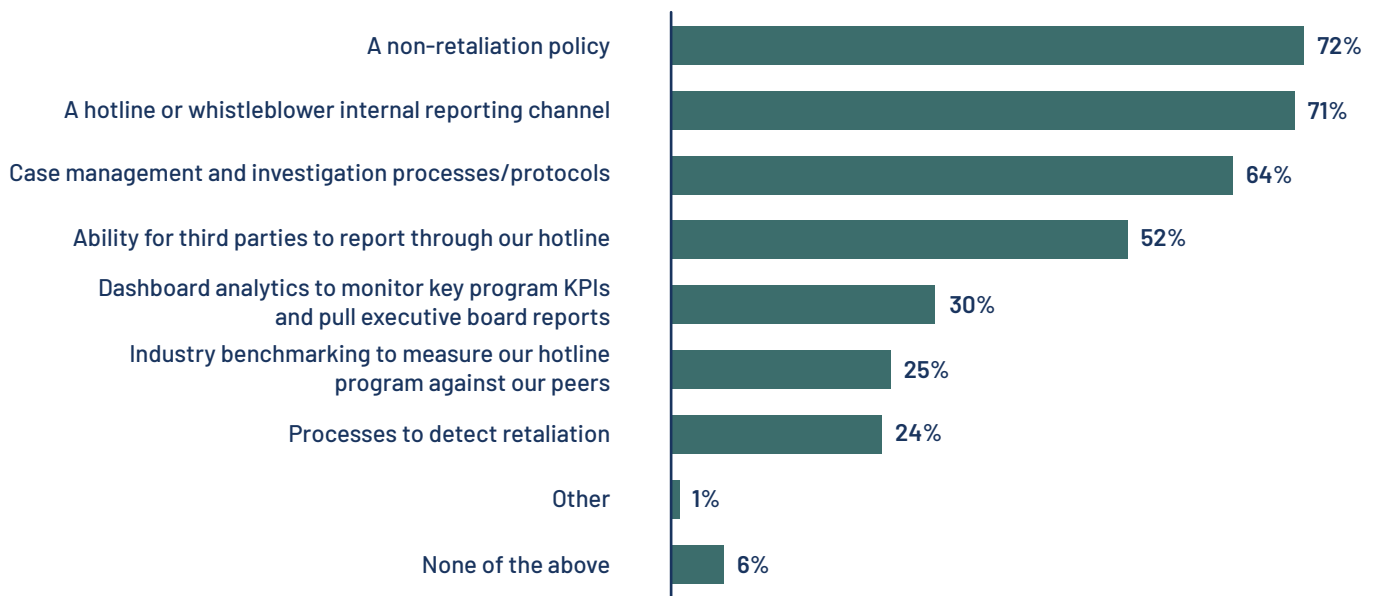 A non-retaliation policy 72%
A hotline or whistleblower internal reporting channel 71%
Case management and investigation processes/protocols 64%
Ability for third parties to report through our hotline 52%
Dashboard analytics to monitor key program KPIs
and pull executive board reports 30%
Industry benchmarking to measure our hotline
program against our peers 25%
Processes to detect retaliation 24%
Other 1%
None of the above 6%